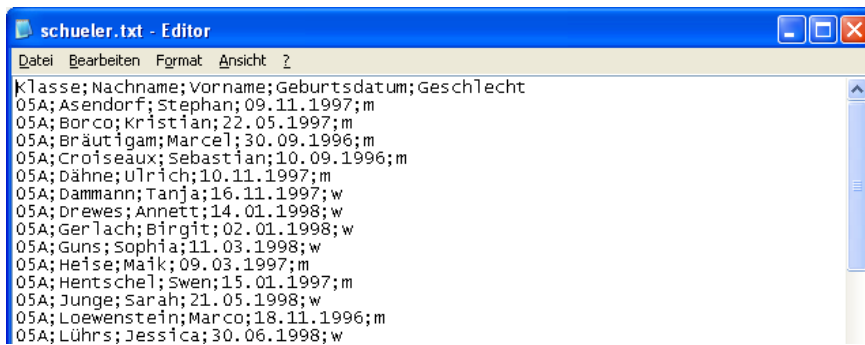 schueler.txt - Editor
Datei Bearbeiten Format Ansicht ?
Klasse;Nachname;Vorname;Geburtsdatum;Geschlecht
05A;Asendorf;Stephan;09.11.1997;m
05A;Borco;Kristian;22.05.1997;m
05A;Bräutigam;Marcel;30.09.1996;m
05A;Croiseaux;Sebastian;10.09.1996;m
05A;Dähne;Ulrich;10.11.1997;m
05A;Dammann;Tanja;16.11.1997;w
05A;Drewes;Annett;14.01.1998;w
05A;Gerlach;Birgit;02.01.1998;w
05A;Guns;Sophia;11.03.1998;w
05A;Heise;Maik;09.03.1997;m
05A;Hentschel;Swen;15.01.1997;m
05A;Junge;Sarah;21.05.1998;w
05A;Loewenstein;Marco;18.11.1996;m
05A;Lührs;Jessica;30.06.1998;w